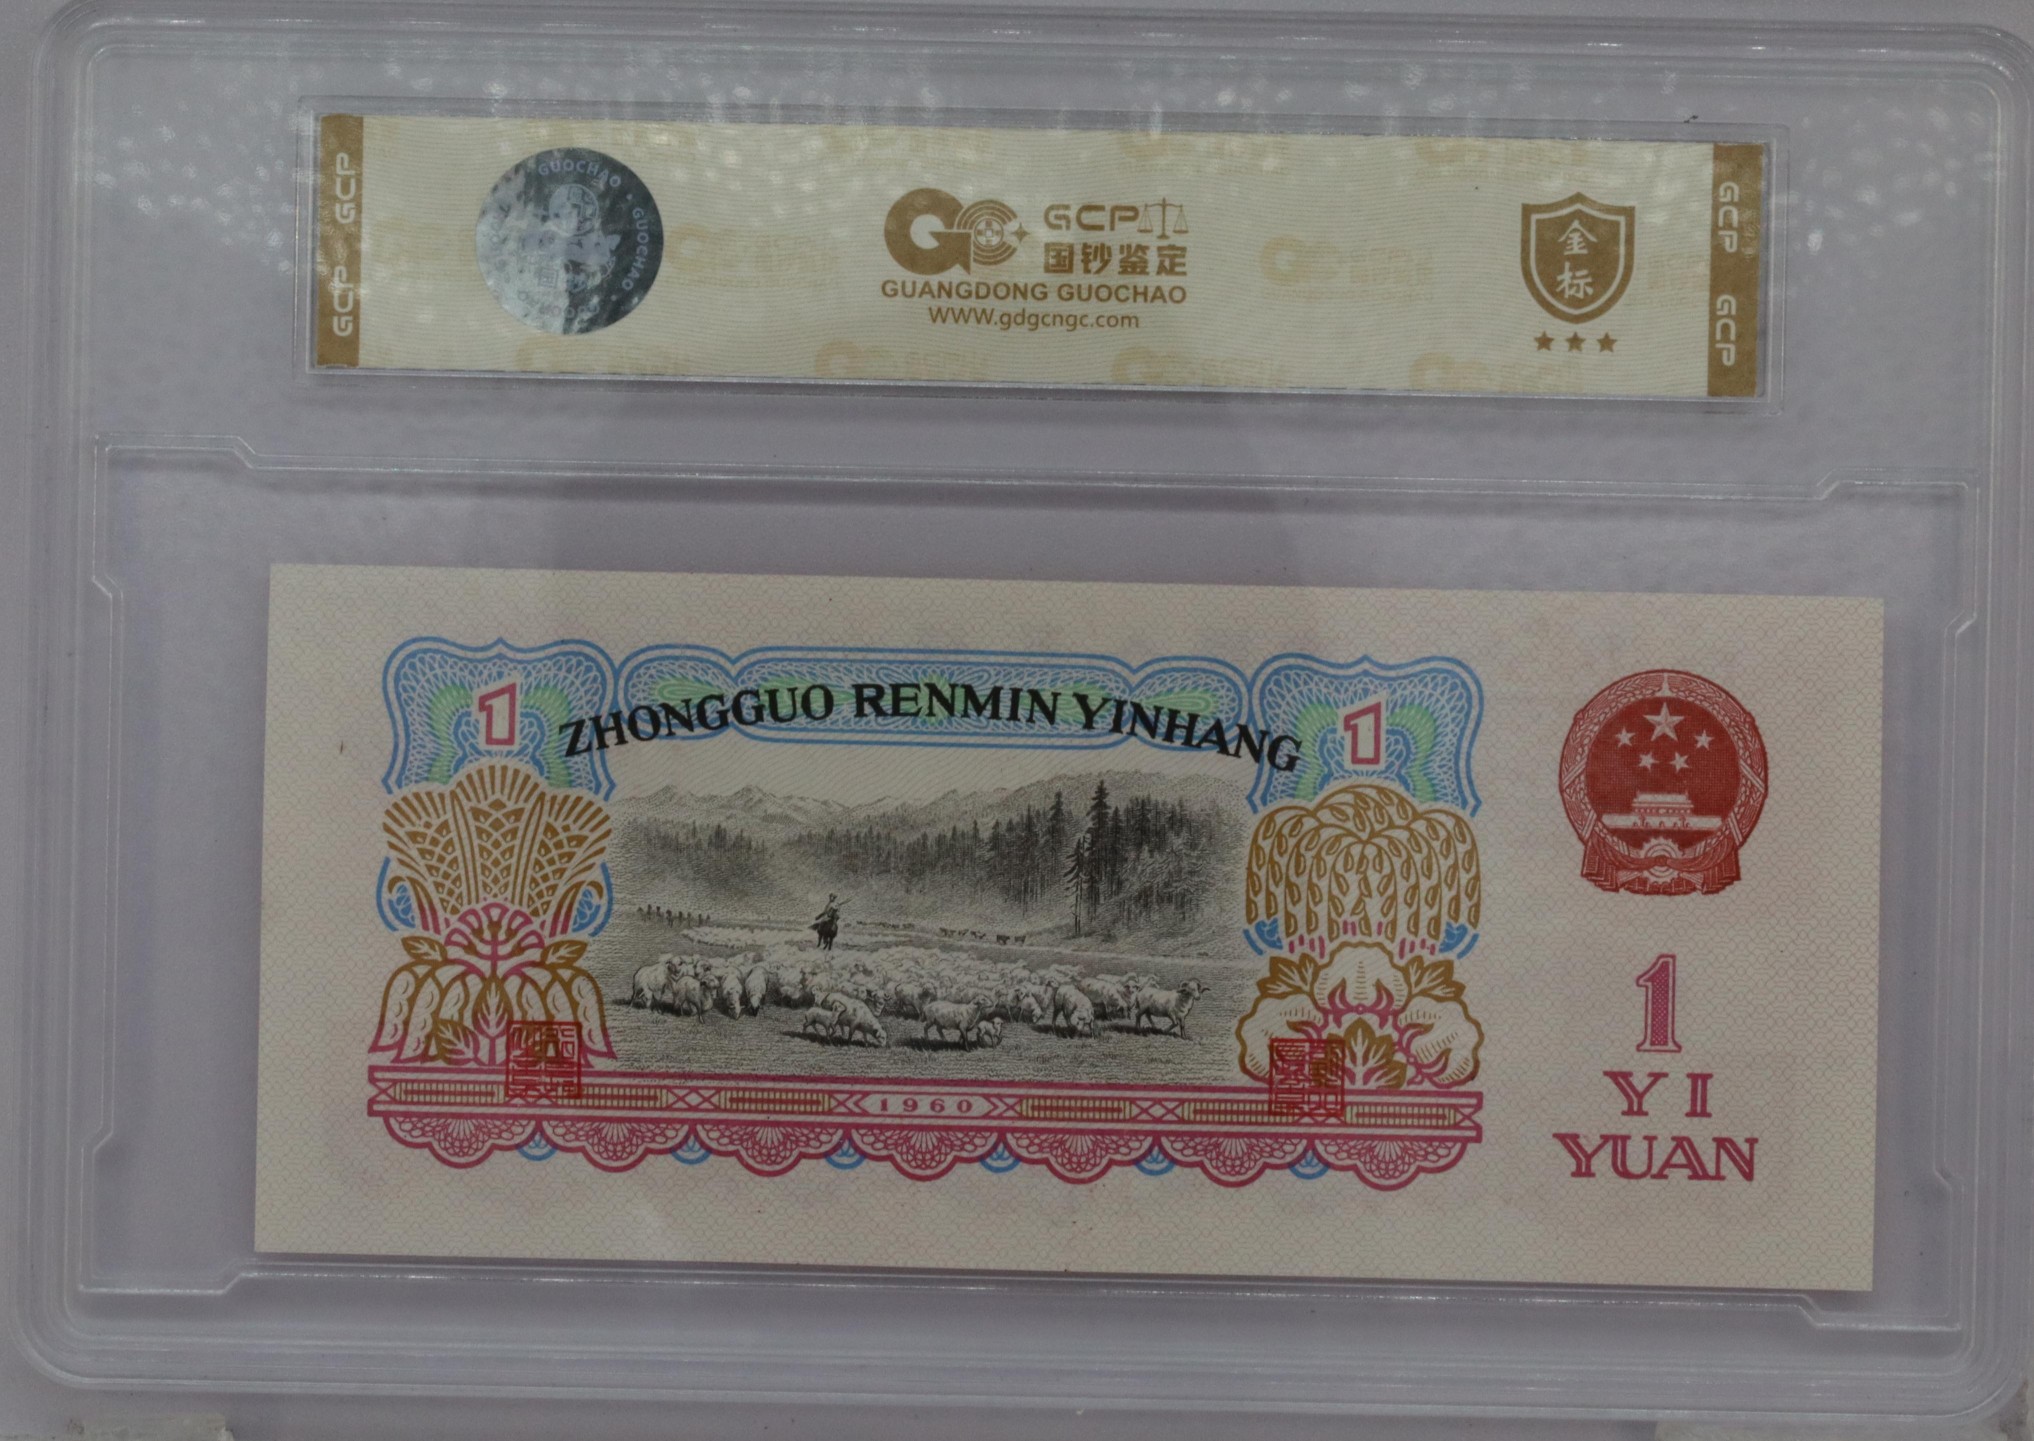 GCP GCP
GUOCHAO · GUOCHAO
GCP
国钞鉴定
GUANGDONG GUOCHAO
WWW.gdgcngc.com
金标
GCP GCP
1
ZHONGGUO RENMIN YINHANG
1
1960
1
YI
YUAN